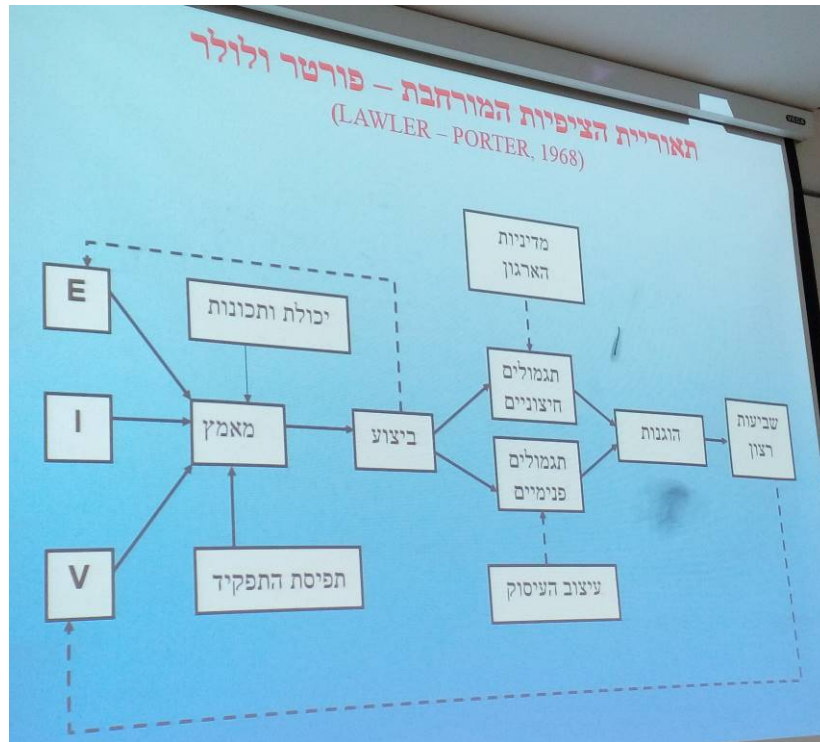 תאוריית הציפיות המורחבת – פורטר ולולר
(LAWLER – PORTER, 1968)
מדיניות
הארגון
E
יכולת ותכונות
תגמולים
חיצוניים
I
מאמץ
ביצוע
הוגנות
שביעות
רצון
תגמולים
פנימיים
V
תפיסת התפקיד
עיצוב העיסוק
VEGA